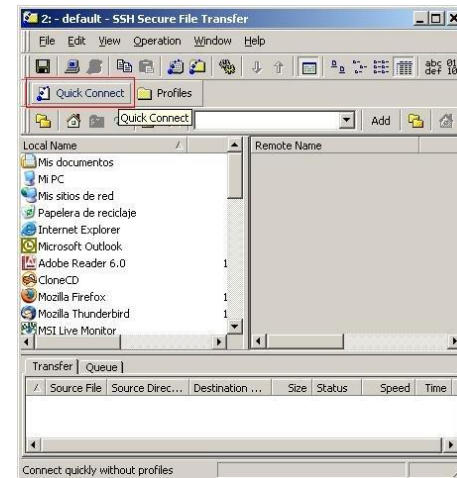 2: - default - SSH Secure File Transfer
File Edit View Operation Window Help
abc 01
def 10
Quick Connect Profiles
Quick Connect
Add
Local Name Remote Name
Mis documentos
Mi PC
Mis sitios de red
Papelera de reciclaje
Internet Explorer
Microsoft Outlook
Adobe Reader 6.0 1
CloneCD
Mozilla Firefox 1
Mozilla Thunderbird 1
MSI Live Monitor
Transfer Queue
Source File Source Direc... Destination ... Size Status Speed Time
Connect quickly without profiles